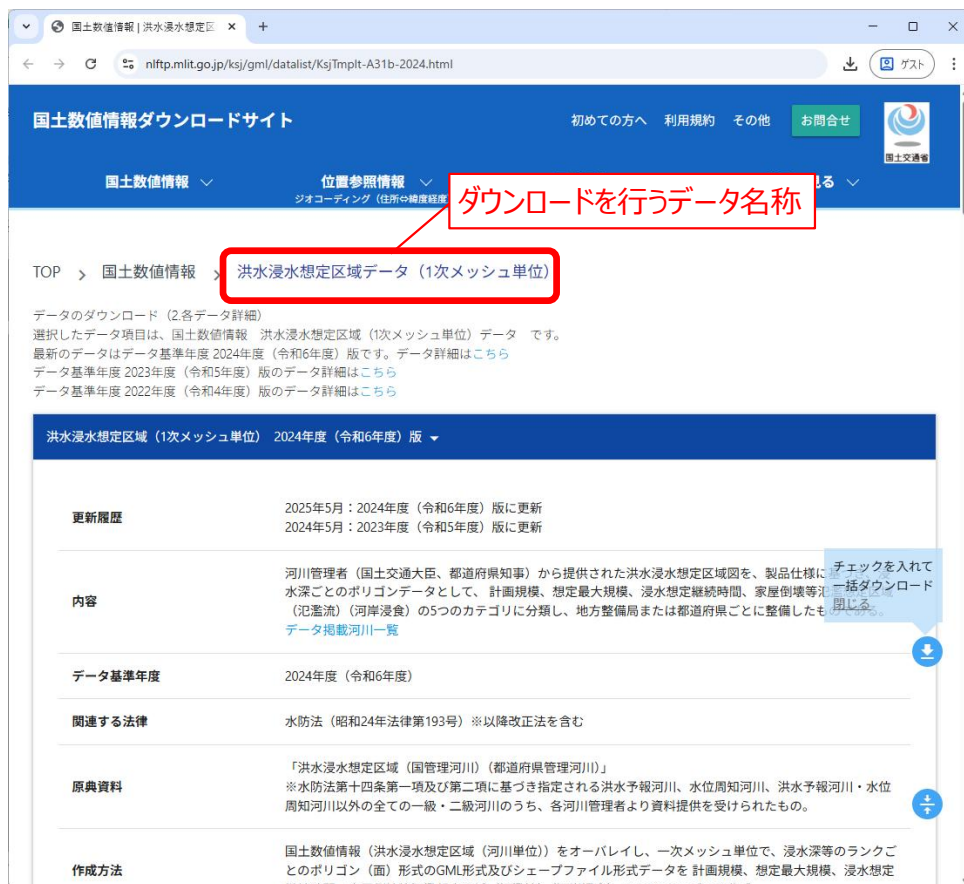 国土数値情報 | 洪水浸水想定区
nlftp.mlit.go.jp/ksj/gml/datalist/KsjTmplt-A31b-2024.html
ゲスト
国土数値情報ダウンロードサイト
初めての方へ 利用規約 その他 お問合せ
国土交通省
国土数値情報
位置参照情報
る
ジオコーディング（住所⇔緯度経度
ダウンロードを行うデータ名称
TOP > 国土数値情報 > 洪水浸水想定区域データ（1次メッシュ単位）
データのダウンロード（2.各データ詳細）
選択したデータ項目は、国土数値情報 洪水浸水想定区域（1次メッシュ単位）データ です。
最新のデータはデータ基準年度 2024年度（令和6年度）版です。データ詳細はこちら
データ基準年度 2023年度（令和5年度）版のデータ詳細はこちら
データ基準年度 2022年度（令和4年度）版のデータ詳細はこちら
洪水浸水想定区域（1次メッシュ単位） 2024年度（令和6年度）版
更新履歴
2025年5月：2024年度（令和6年度）版に更新
2024年5月：2023年度（令和5年度）版に更新
内容
河川管理者（国土交通大臣、都道府県知事）から提供された洪水浸水想定区域図を、製品仕様に
水深ごとのポリゴンデータとして、 計画規模、想定最大規模、浸水想定継続時間、家屋倒壊等氾濫想定区域
（氾濫流）（河岸浸食）の5つのカテゴリに分類し、地方整備局または都道府県ごとに整備したものである。
データ掲載河川一覧
チェックを入れて
一括ダウンロード
閉じる
データ基準年度
2024年度（令和6年度）
関連する法律
水防法（昭和24年法律第193号）※以降改正法を含む
原典資料
「洪水浸水想定区域（国管理河川）（都道府県管理河川）」
※水防法第十四条第一項及び第二項に基づき指定される洪水予報河川、水位周知河川、洪水予報河川・水位
周知河川以外の全ての一級・二級河川のうち、各河川管理者より資料提供を受けられたもの。
作成方法
国土数値情報（洪水浸水想定区域（河川単位））をオーバレイし、一次メッシュ単位で、浸水深等のランクご
とのポリゴン（面）形式のGML形式及びシェープファイル形式データを 計画規模、想定最大規模、浸水想定